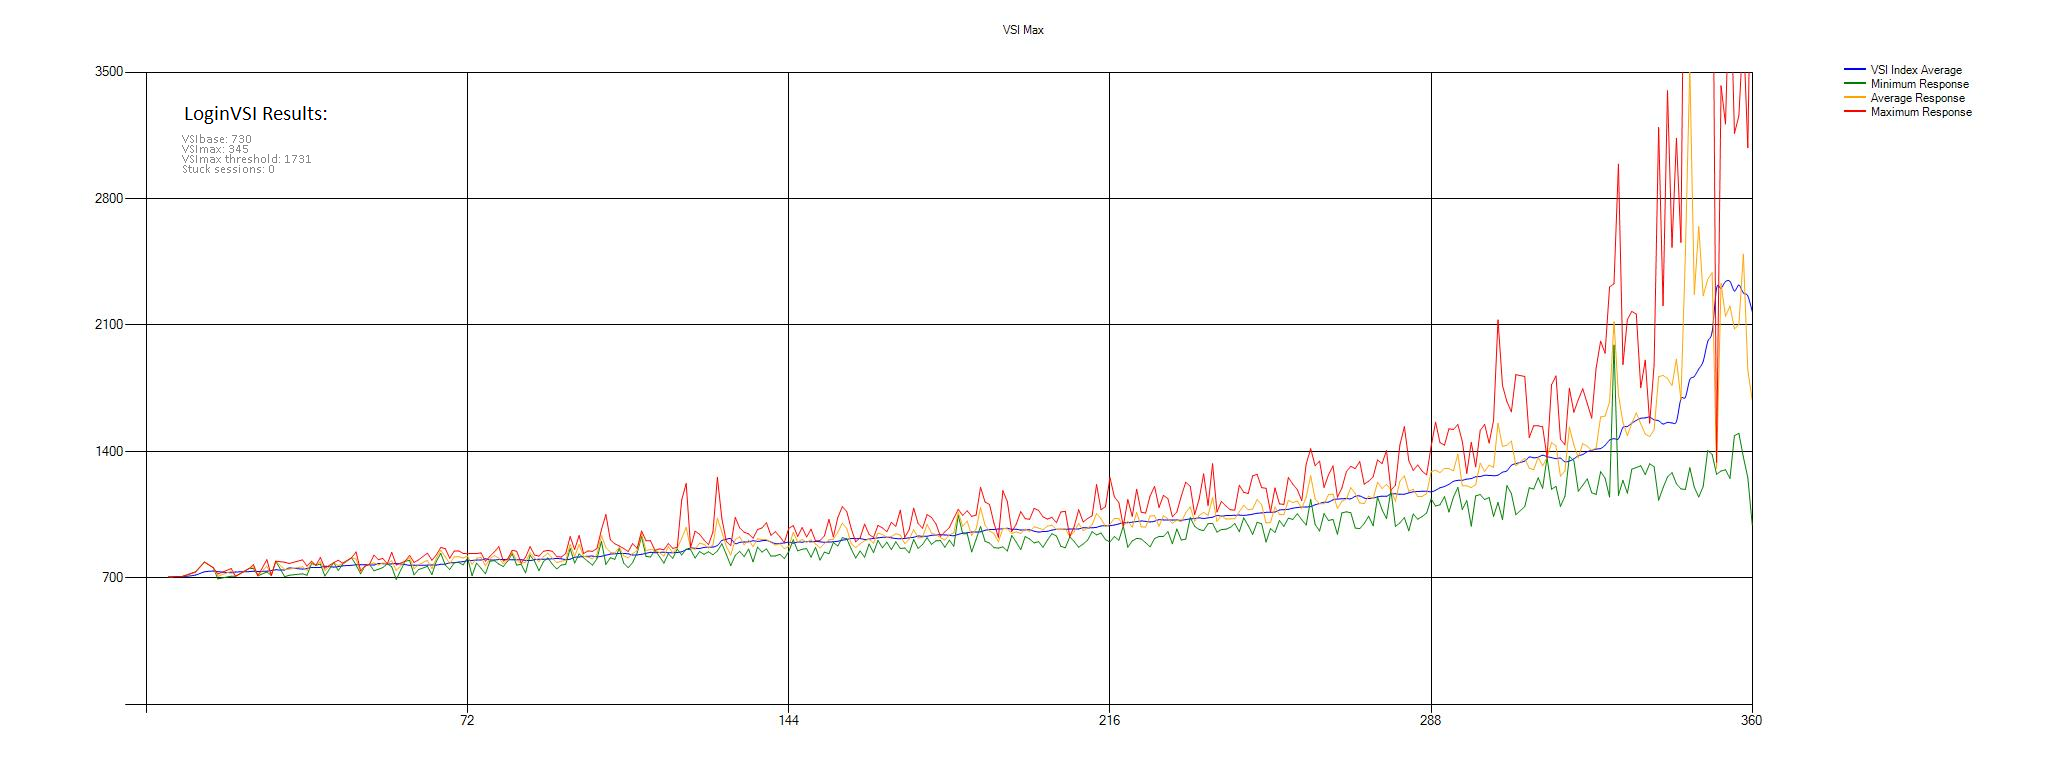 VSI Max
3500
2800
2100
1400
700
LoginVSI Results:
VSIbase: 730
VSImax: 345
VSImax threshold: 1731
Stuck sessions: 0
72
144
216
288
360
VSI Index Average
Minimum Response
Average Response
Maximum Response